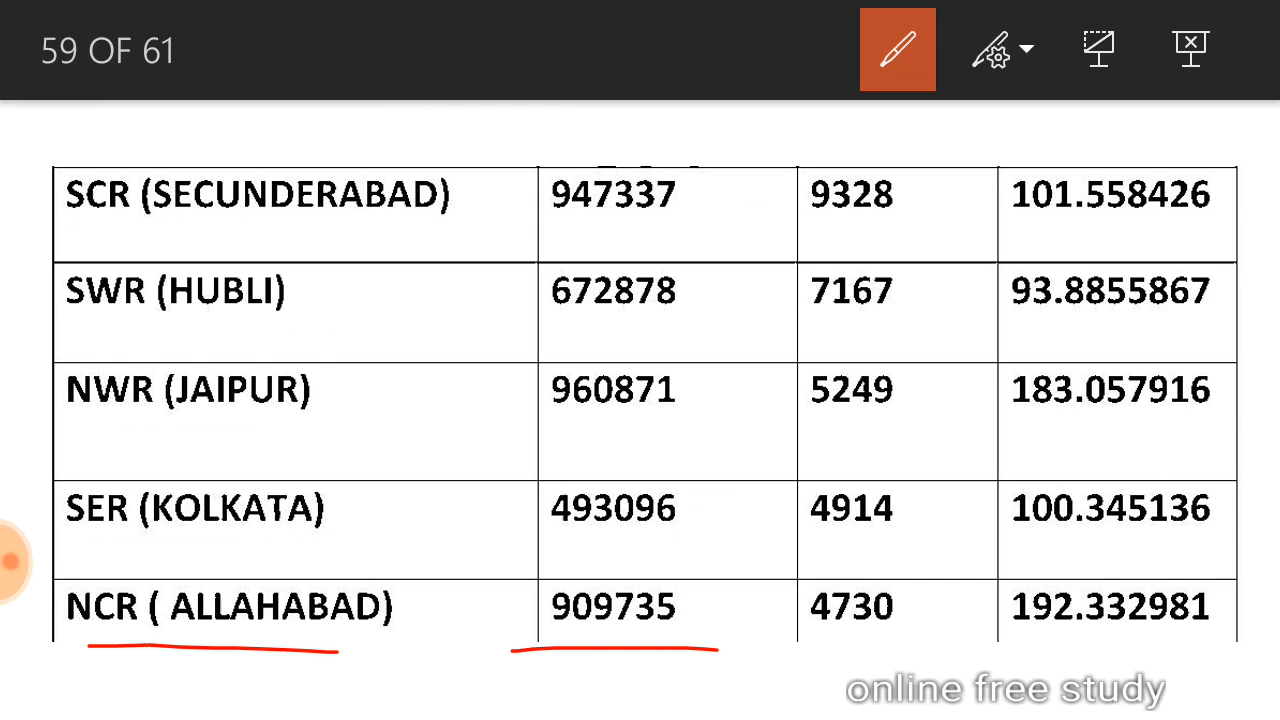 59 OF 61
SCR (SECUNDERABAD) 947337 9328 101.558426
SWR (HUBLI) 672878 7167 93.8855867
NWR (JAIPUR) 960871 5249 183.057916
SER (KOLKATA) 493096 4914 100.345136
NCR ( ALLAHABAD) 909735 4730 192.332981
online free study